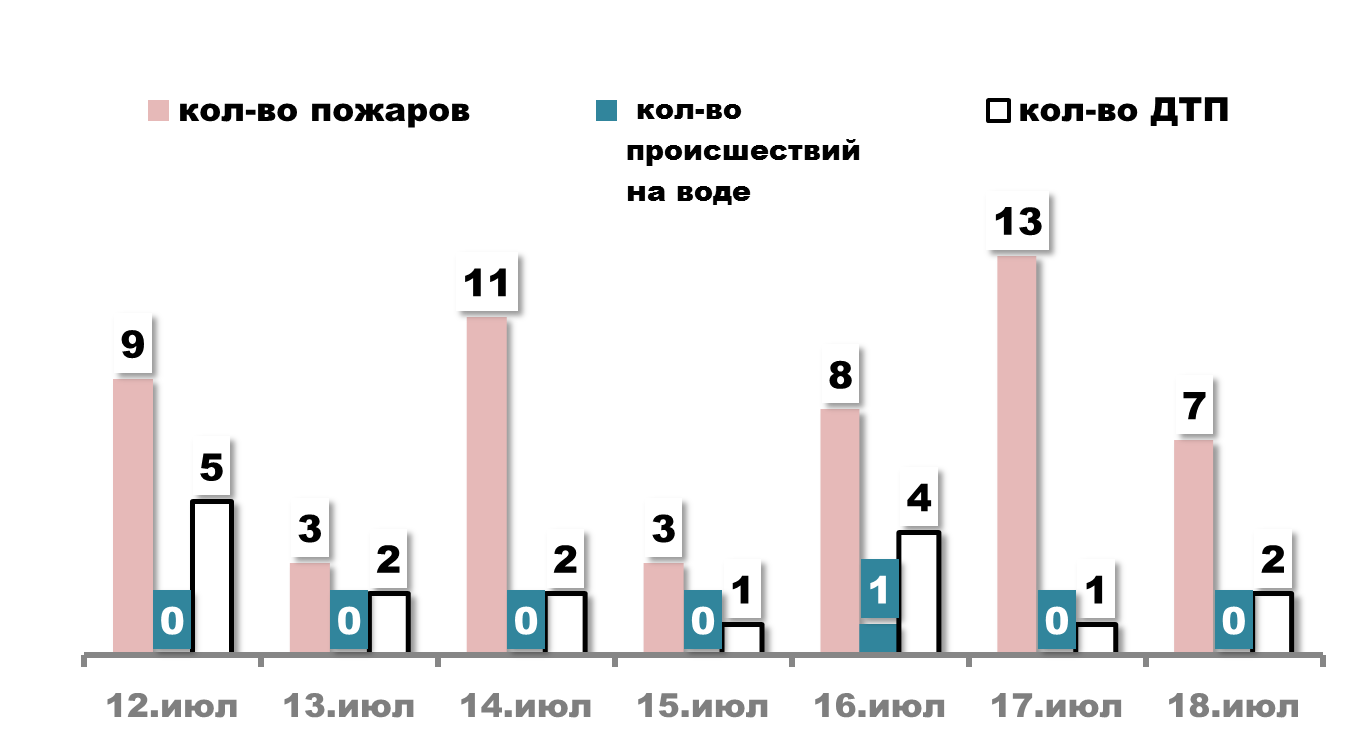 кол-во пожаров
кол-во
происшествий
на воде
кол-во ДТП
9
0
5
3
0
2
11
0
2
3
0
1
8
1
4
13
0
1
7
0
2
12.июл
13.июл
14.июл
15.июл
16.июл
17.июл
18.июл